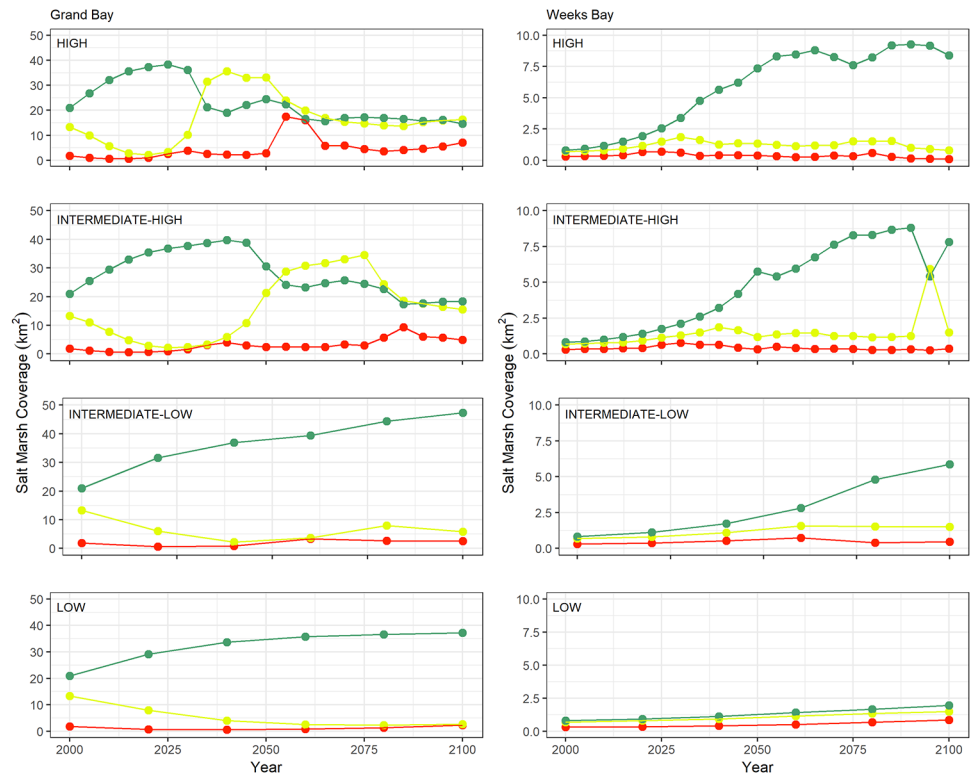 Grand Bay
Weeks Bay
HIGH
50
40
30
20
10
0
HIGH
10.0
7.5
5.0
2.5
0.0
INTERMEDIATE-HIGH
50
40
30
20
10
0
INTERMEDIATE-HIGH
10.0
7.5
5.0
2.5
0.0
Salt Marsh Coverage (km²)
Salt Marsh Coverage (km²)
INTERMEDIATE-LOW
50
40
30
20
10
0
INTERMEDIATE-LOW
10.0
7.5
5.0
2.5
0.0
LOW
50
40
30
20
10
0
LOW
10.0
7.5
5.0
2.5
0.0
2000 2025 2050 2075 2100
2000 2025 2050 2075 2100
Year
Year